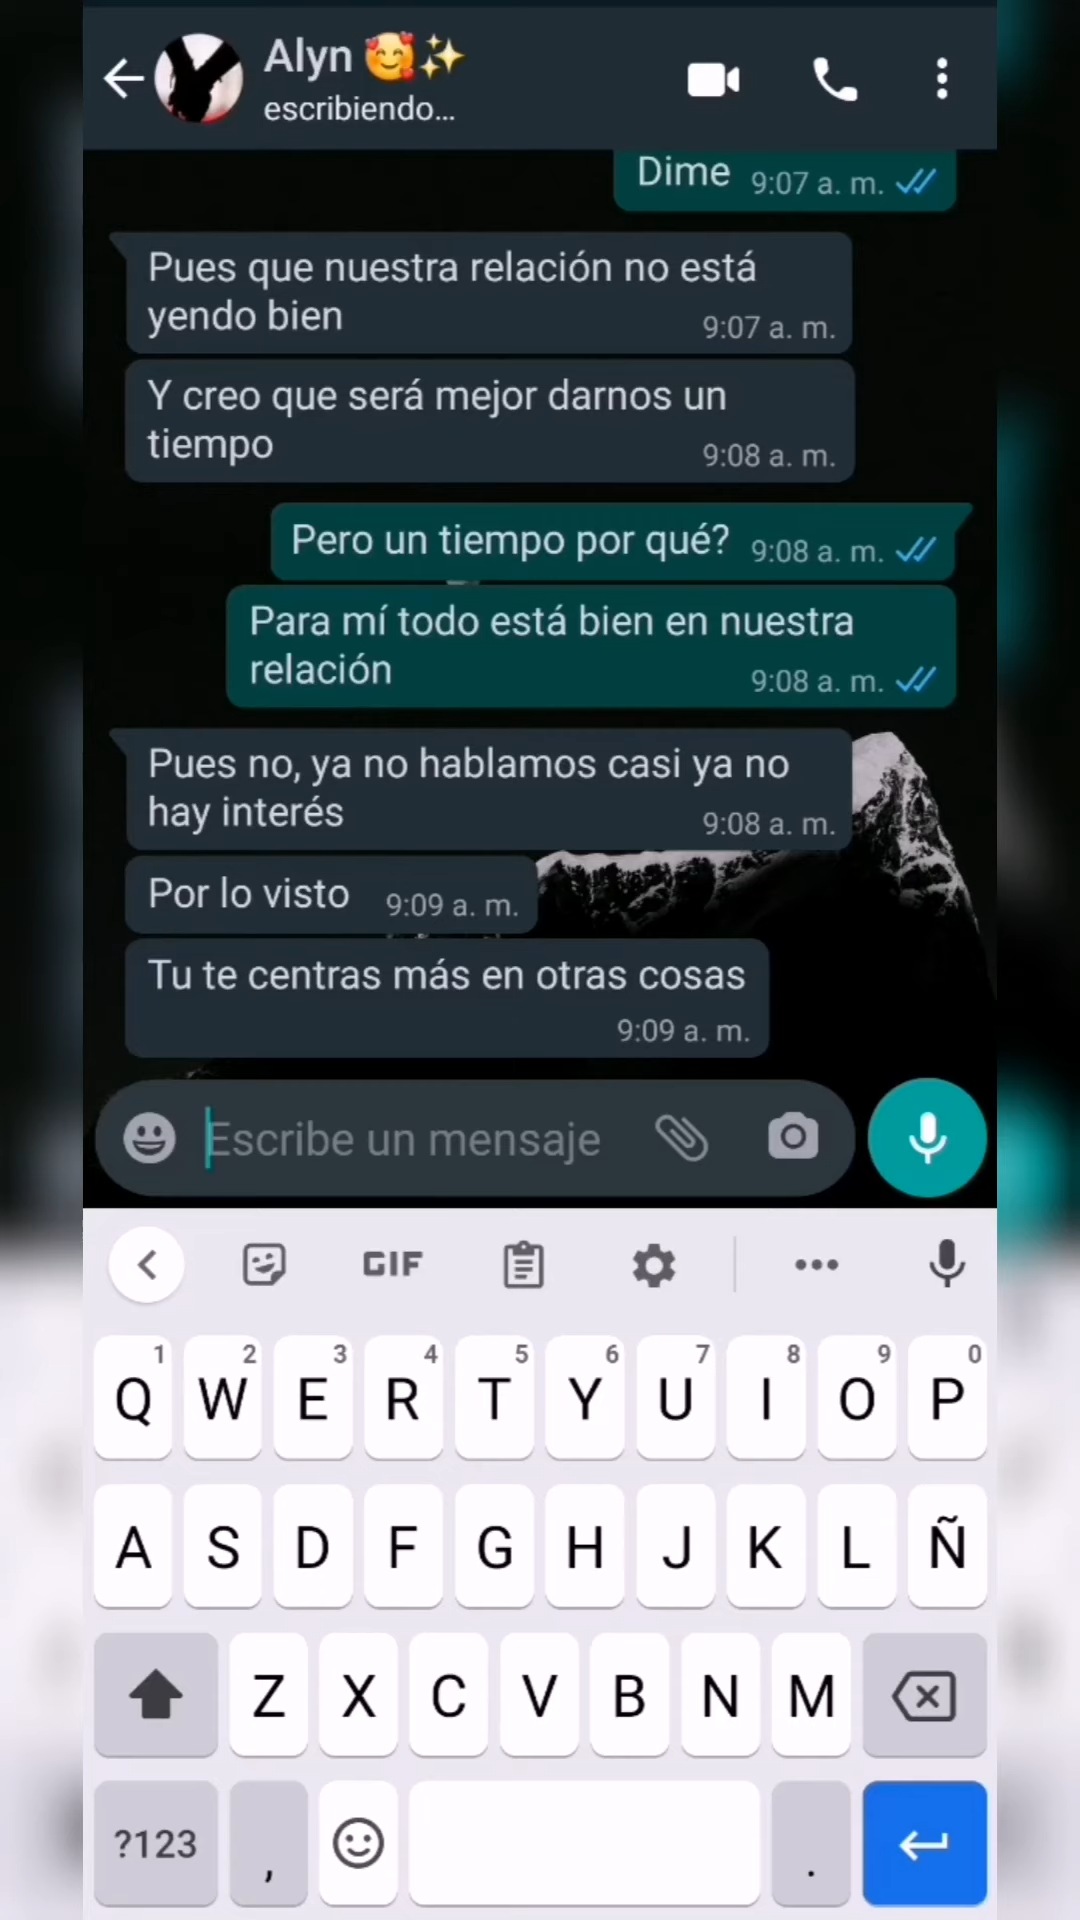 Alyn 🥰✨
escribiendo...
Dime 9:07 a. m.
Pues que nuestra relación no está
yendo bien 9:07 a. m.
Y creo que será mejor darnos un
tiempo 9:08 a. m.
Pero un tiempo por qué? 9:08 a. m.
Para mí todo está bien en nuestra
relación 9:08 a. m.
Pues no, ya no hablamos casi ya no
hay interés 9:08 a. m.
Por lo visto 9:09 a. m.
Tu te centras más en otras cosas
9:09 a. m.
Escribe un mensaje
GIF
1 2 3 4 5 6 7 8 9 0
Q W E R T Y U I O P
A S D F G H J K L Ñ
Z X C V B N M
?123 , .